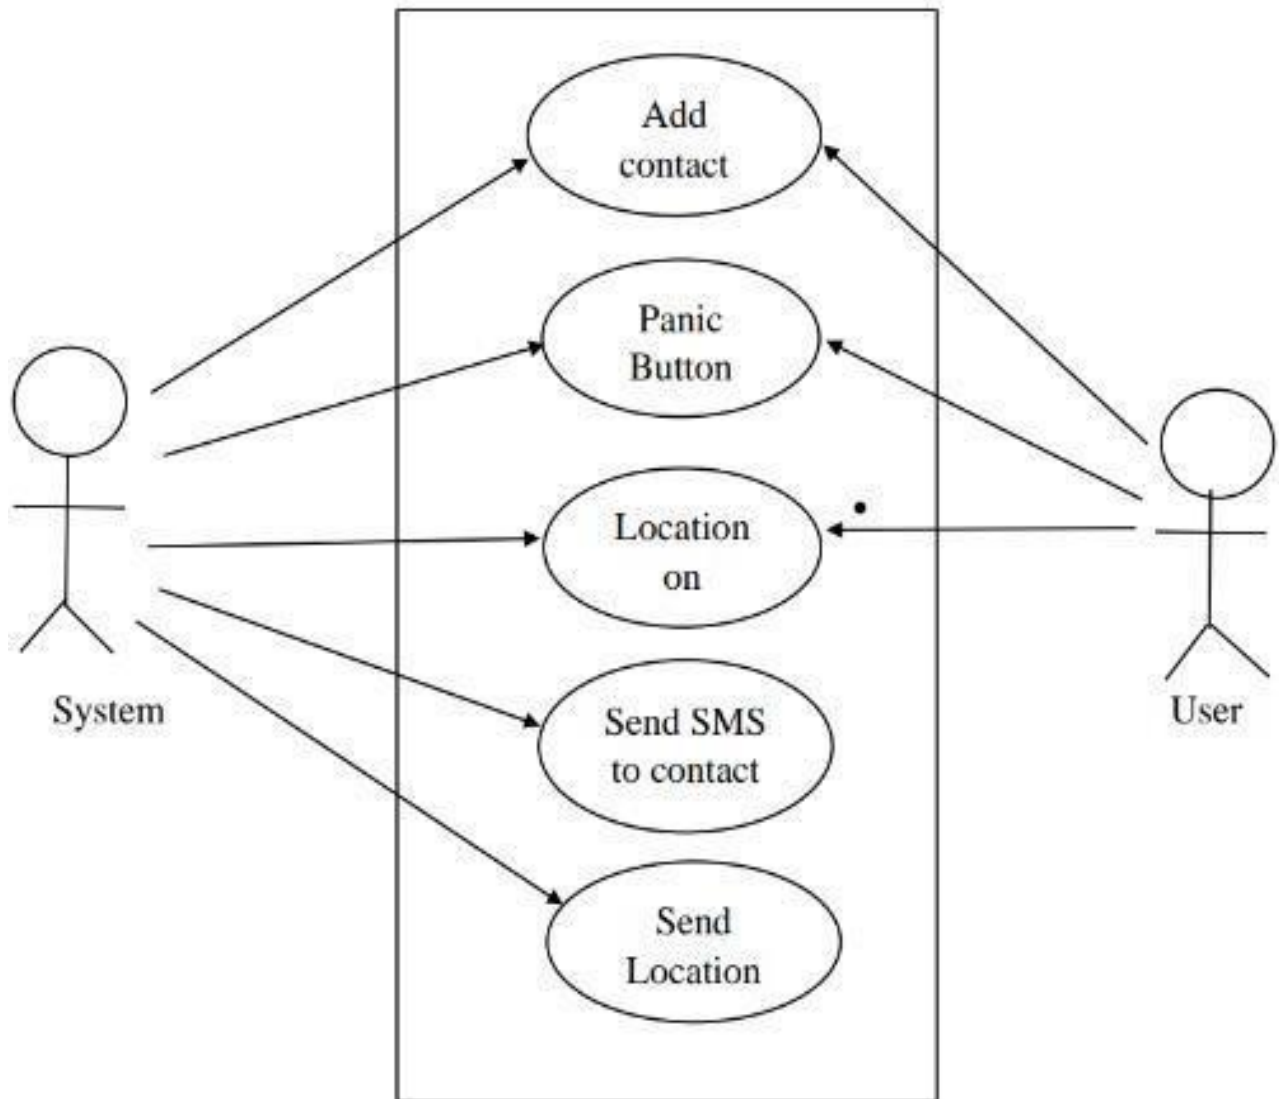 Add
contact
Panic
Button
Location
on
Send SMS
to contact
Send
Location
System
User